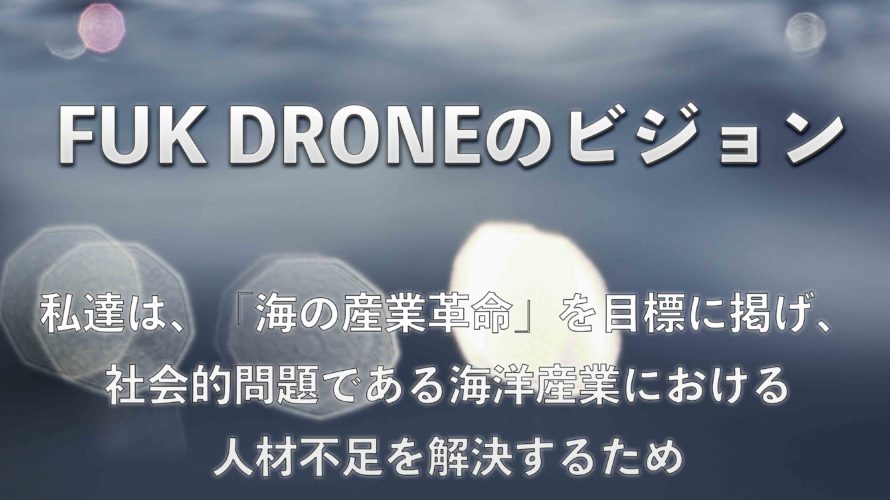 FUK DRONEのビジョン
私達は、「海の産業革命」を目標に掲げ、
社会的問題である海洋産業における
人材不足を解決するため